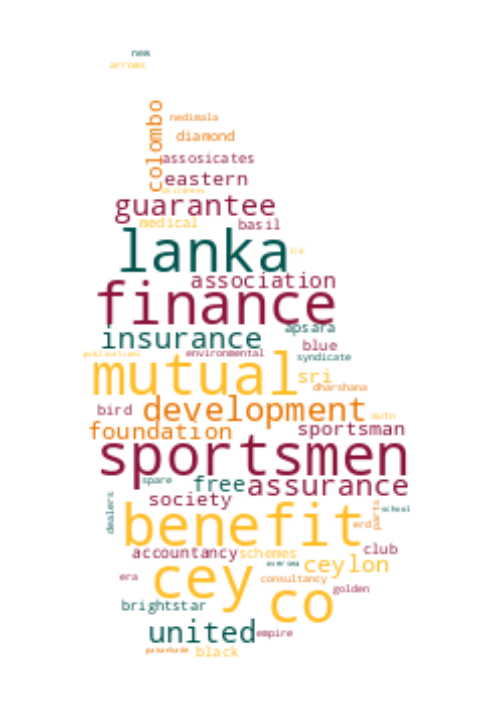 new
arrows
colombo
nedimala
diamond
assosicates
eastern
guarantee
medical
basil
lanka
association
finance
apsara
insurance
blue
publications
environmental
syndicate
mutual
sri
dharshana
bird
development
auto
foundation
sportsman
sportsmen
spare
free
assurance
society
dealers
school
benefit
parts
erd
accountancy
schemes
club
oversea
ceylon
cey
era
consultancy
golden
co
brightstar
united
empire
black